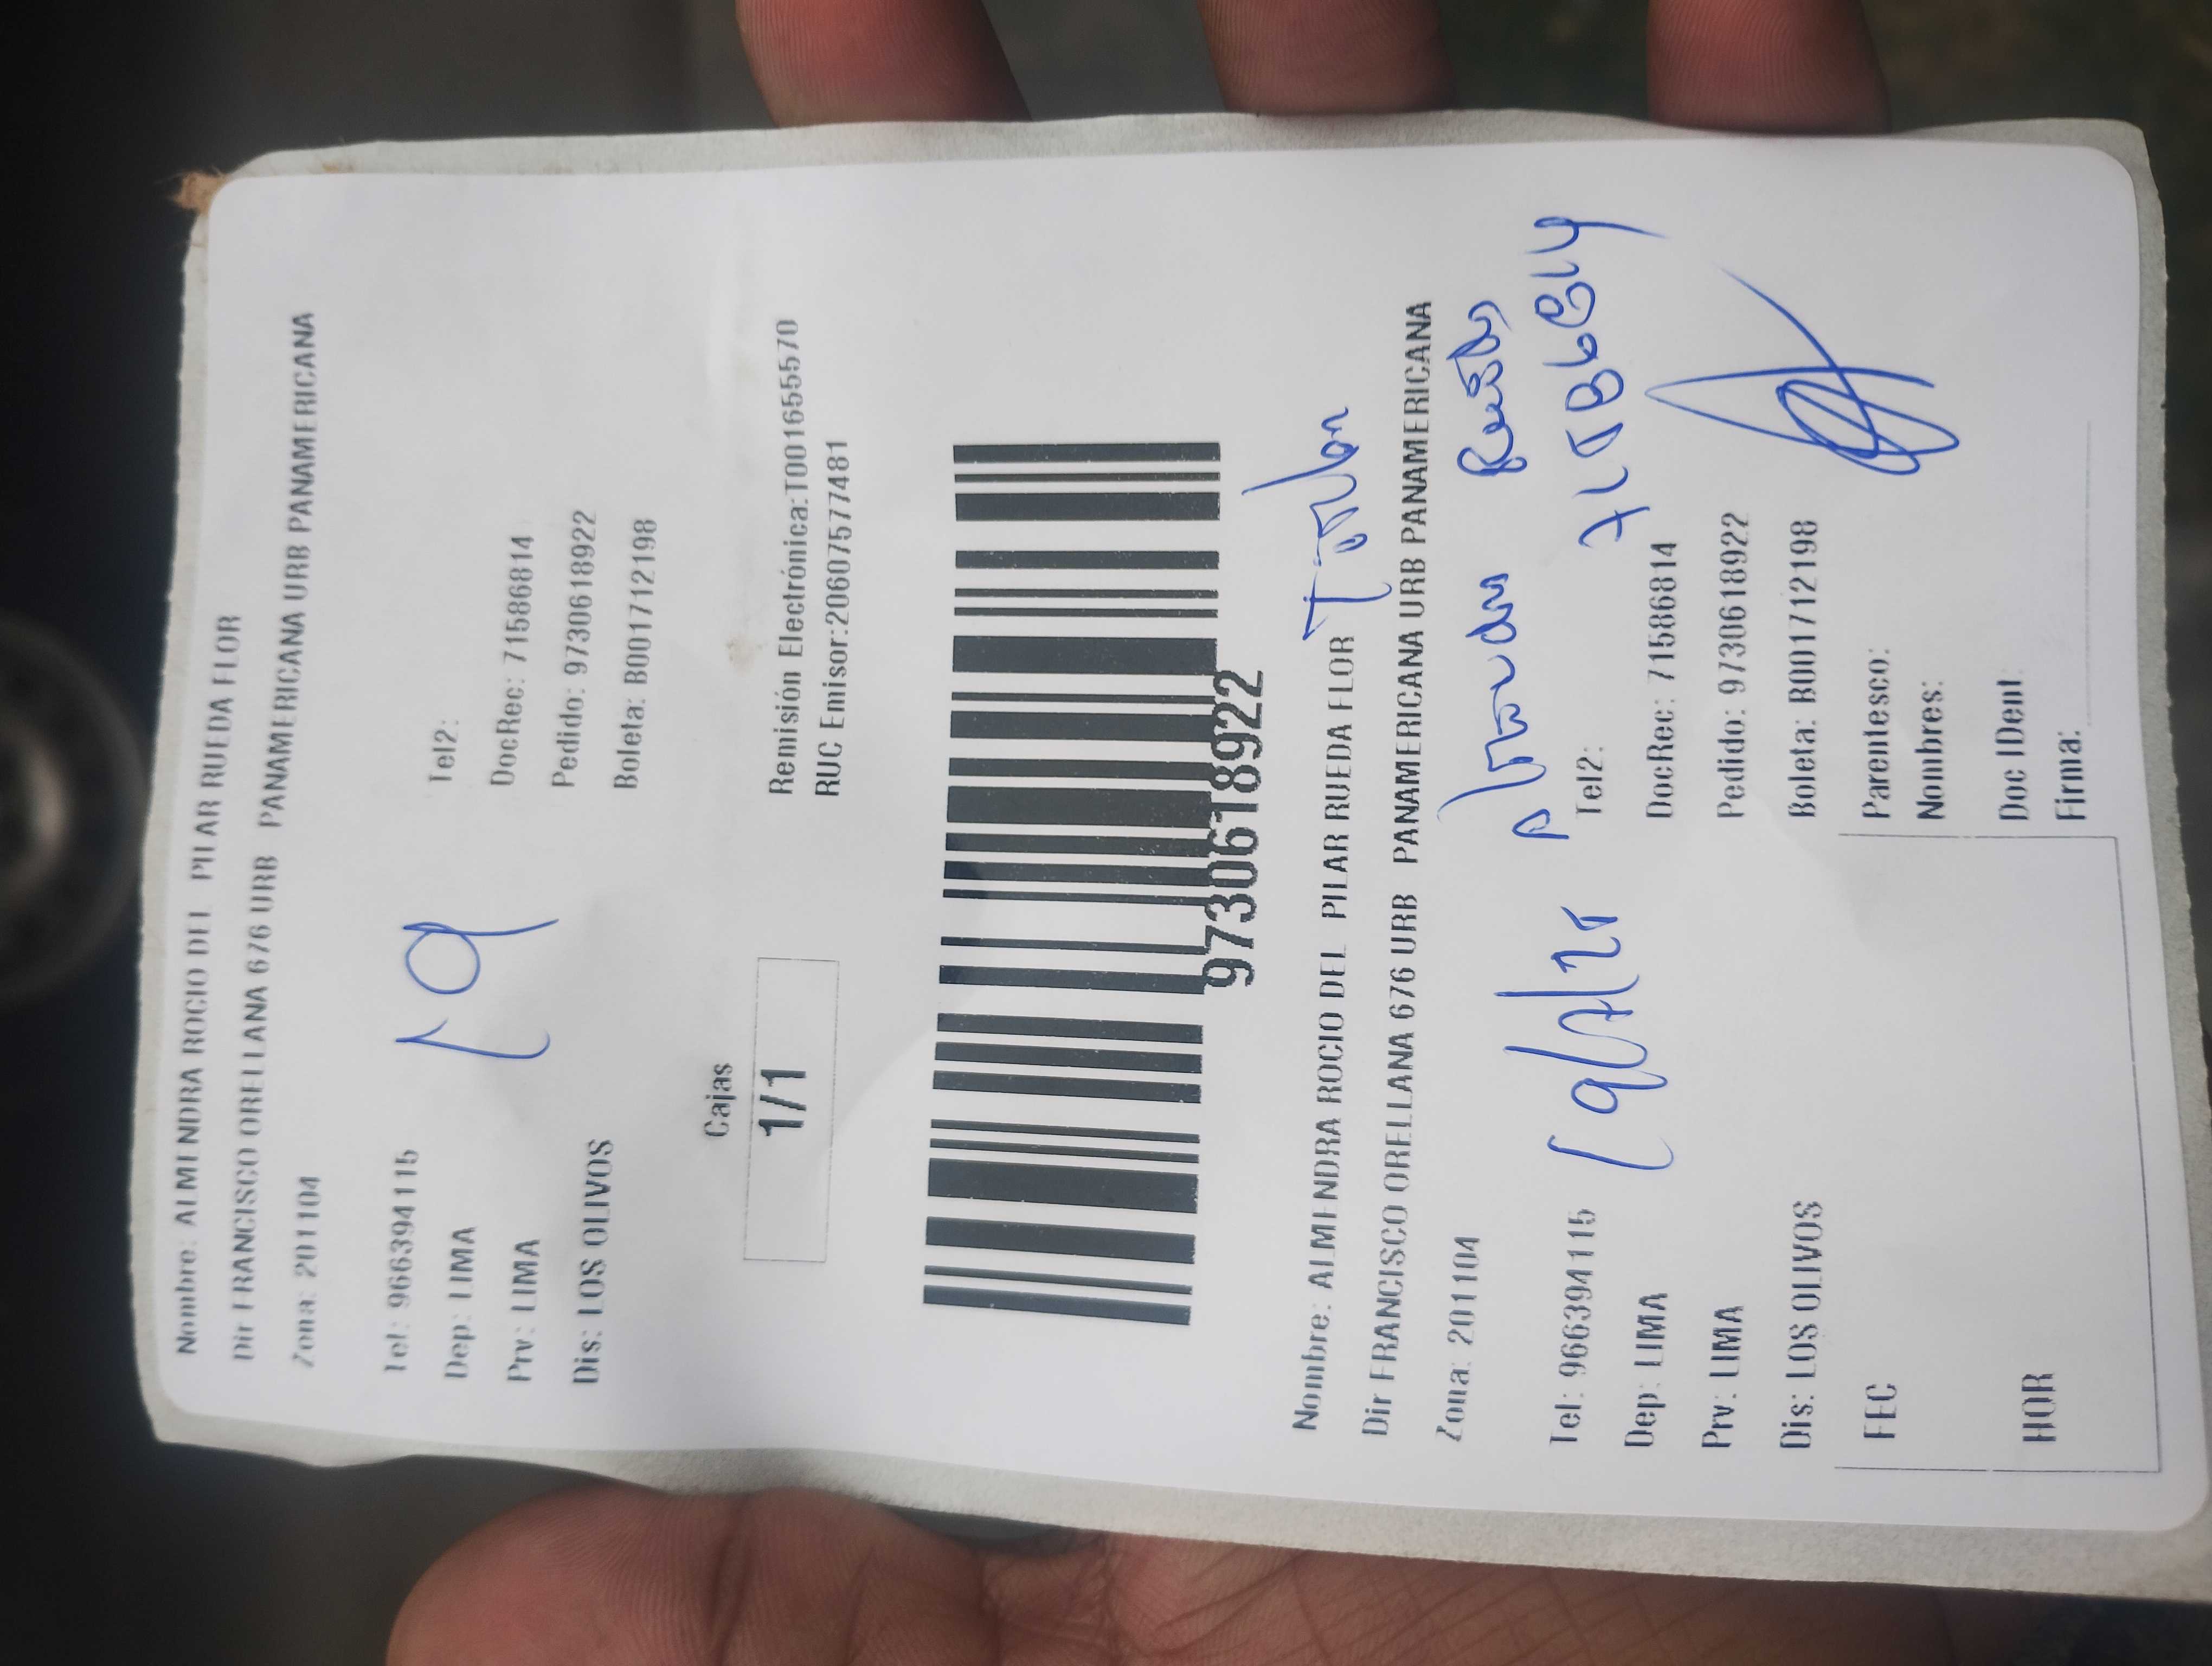 Nombre: ALMENDRA ROCIO DEL PILAR RUEDA FLOR
Dir FRANCISCO ORELLANA 676 URB PANAMERICANA URB PANAMERICANA
Zona: 201104
Tel: 966394115 Tel2:
Dep: LIMA DocRec: 71586814
Prv: LIMA Pedido: 9730618922
Dis: LOS OLIVOS Boleta: B001712198
19
Cajas
1/1
Remisión Electrónica:T001655570
RUC Emisor:20607577481
9730618922
Nombre: ALMENDRA ROCIO DEL PILAR RUEDA FLOR
Dir FRANCISCO ORELLANA 676 URB PANAMERICANA URB PANAMERICANA
Zona: 201104
Rueda
Tel: 966394115 Tel2:
71586814
Dep: LIMA DocRec: 71586814
Prv: LIMA Pedido: 9730618922
Dis: LOS OLIVOS Boleta: B001712198
FEC Parentesco:
Nombres:
HOR Doc IDent
Firma: